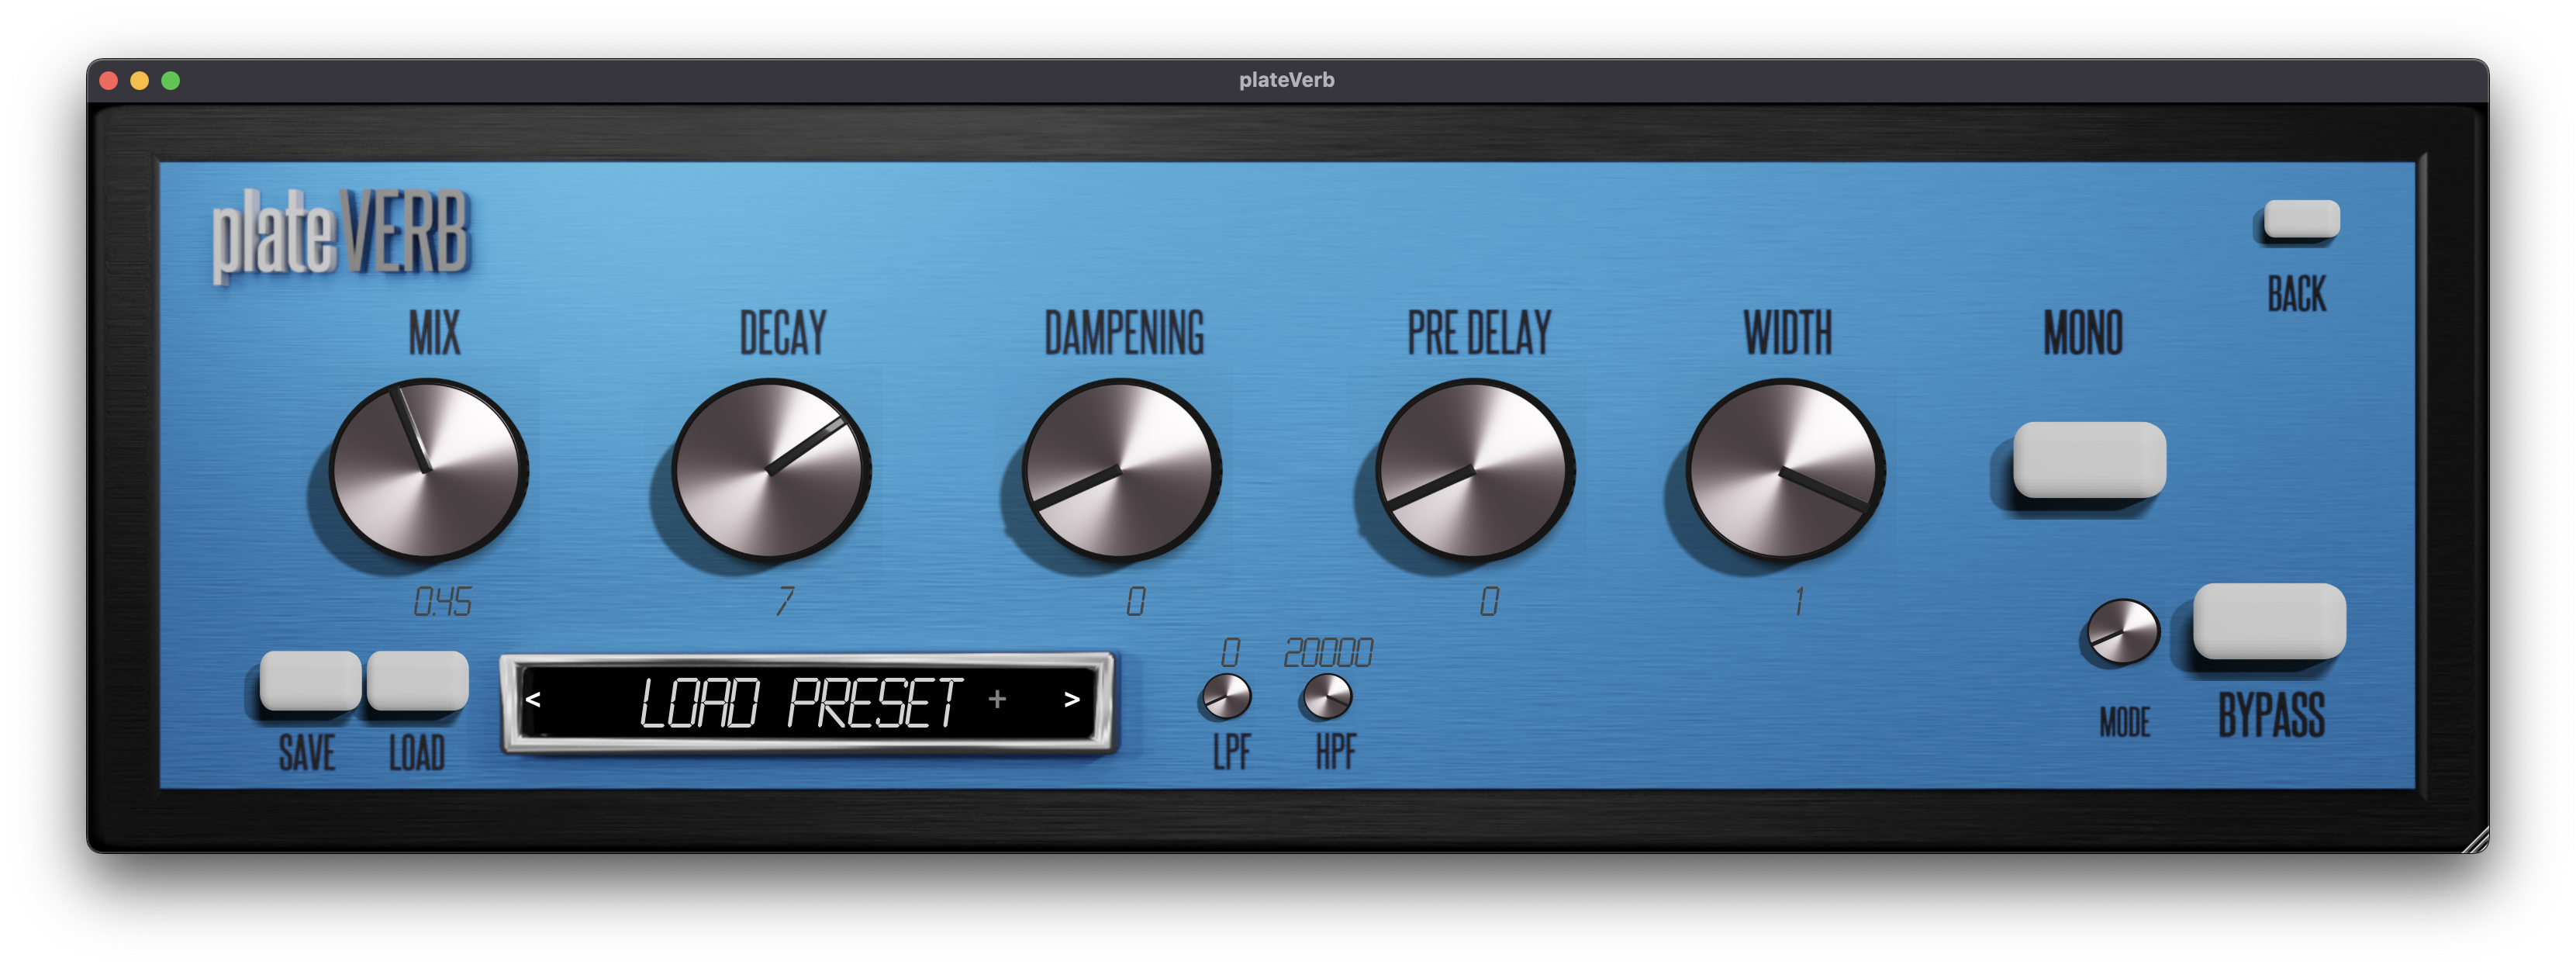 plateVerb
plateVERB
BACK
MIX DECAY DAMPENING PRE DELAY WIDTH MONO
0.45 7 0 0 1
0 20000
< LOAD PRESET + >
SAVE LOAD LPF HPF MODE BYPASS